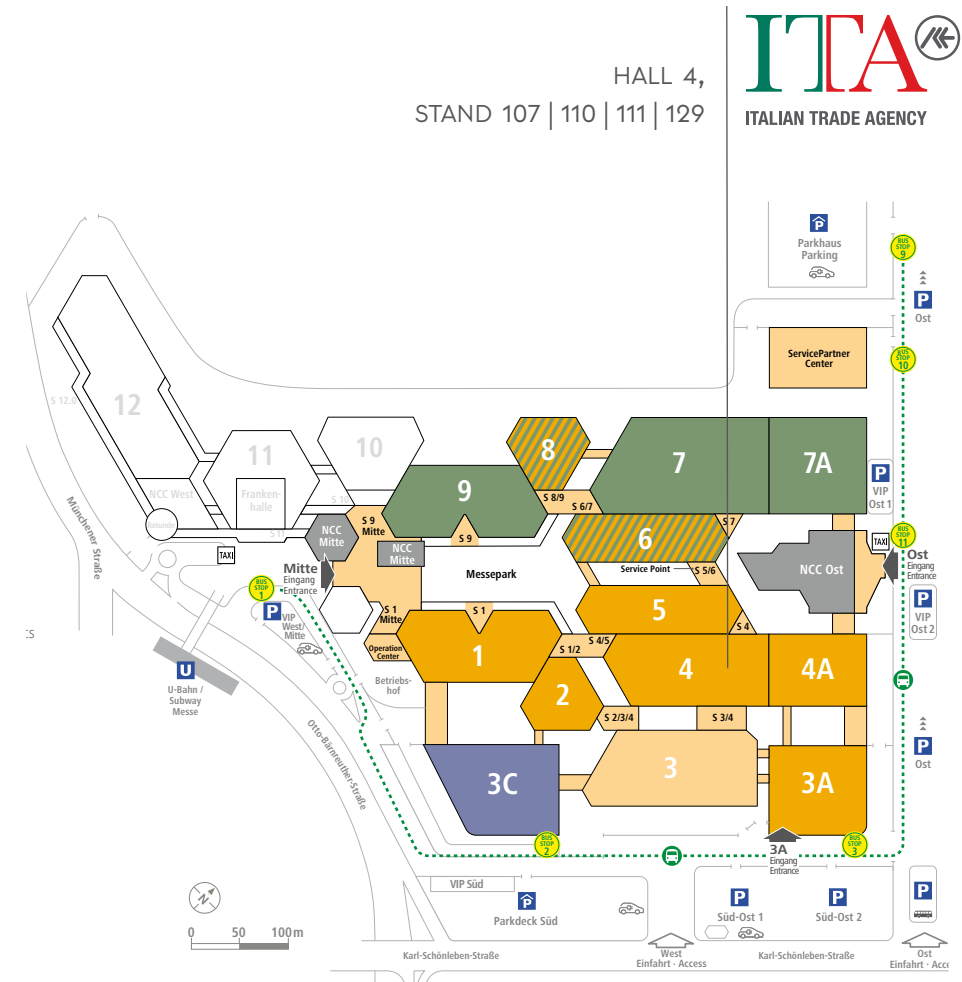 HALL 4,
STAND 107 | 110 | 111 | 129
ITA
ITALIAN TRADE AGENCY
P
Parkhaus
Parking
BUS
STOP
9
P
Ost
ServicePartner
Center
BUS
STOP
10
12
S 12.0
11
10
8
7
7A
NCC West
Franken-
halle
S 10
9
S 8/9
S 6/7
P
VIP
Ost 1
Rotunde
S 11
NCC
Mitte
S 9
Mitte
S 9
S 7
6
BUS
STOP
11
TAXI
NCC
Mitte
TAXI
Ost
Eingang
Entrance
Münchener Straße
Mitte
Eingang
Entrance
Messepark
Service Point
S 5/6
NCC Ost
BUS
STOP
1
P
VIP
West/
Mitte
S 1
Mitte
S 1
5
S 4
P
VIP
Ost 2
CS
Operation
Center
1
S 1/2
S 4/5
4
4A
U
U-Bahn /
Subway
Messe
Betriebs-
hof
2
S 2/3/4
S 3/4
Otto-Bärnreuther-Straße
P
Ost
3C
3
3A
BUS
STOP
2
3A
Eingang
Entrance
BUS
STOP
3
VIP Süd
P
Parkdeck Süd
P
Süd-Ost 1
P
Süd-Ost 2
P
N
0 50 100 m
Karl-Schönleben-Straße
West
Einfahrt · Access
Karl-Schönleben-Straße
Ost
Einfahrt · Acce